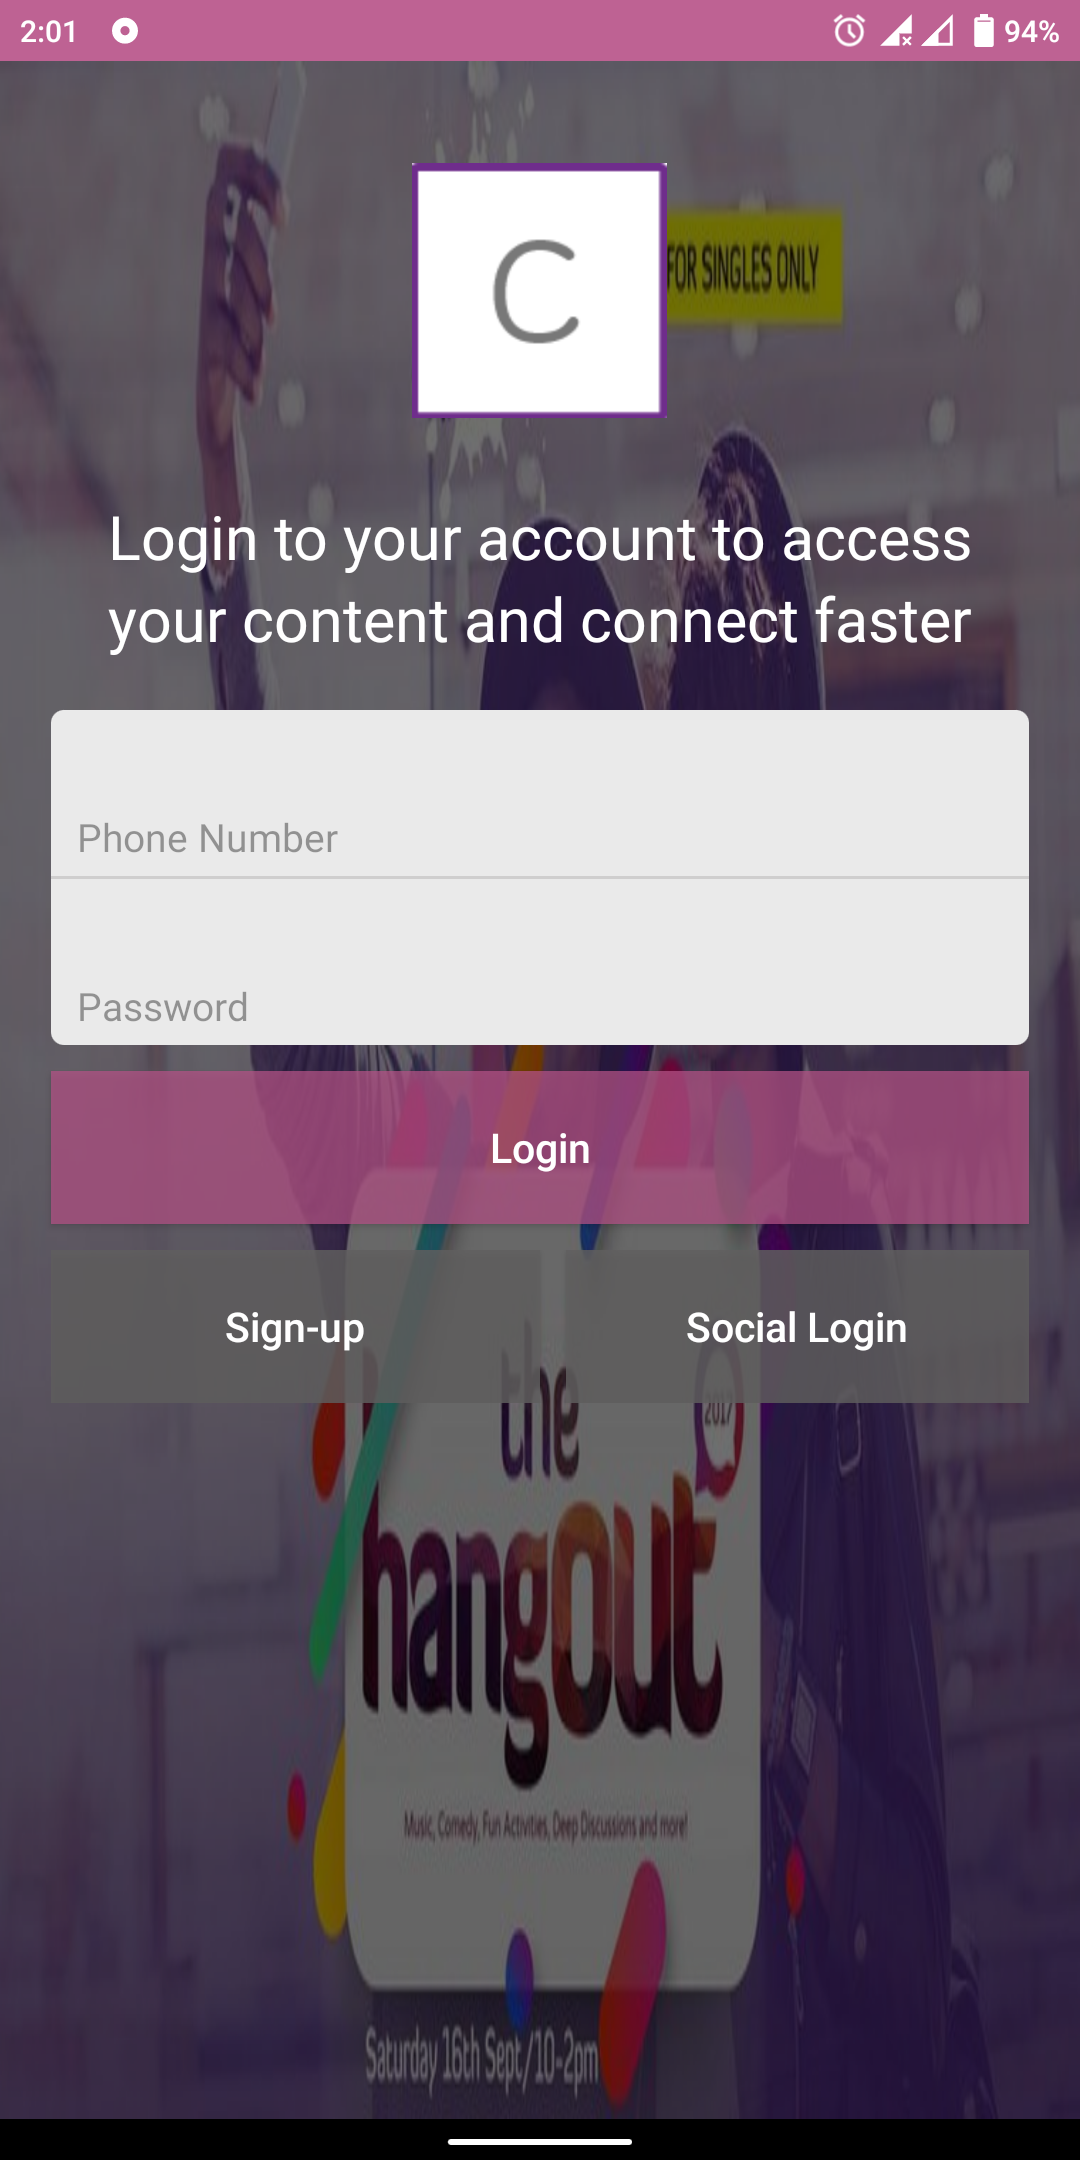 2:01
94%
C
FOR SINGLES ONLY
Login to your account to access
your content and connect faster
Phone Number
Password
Login
Sign-up
Social Login
the
2017
hangout
Music, Comedy, Fun Activities, Deep Discussions and more!
Saturday 16th Sept/10-2pm